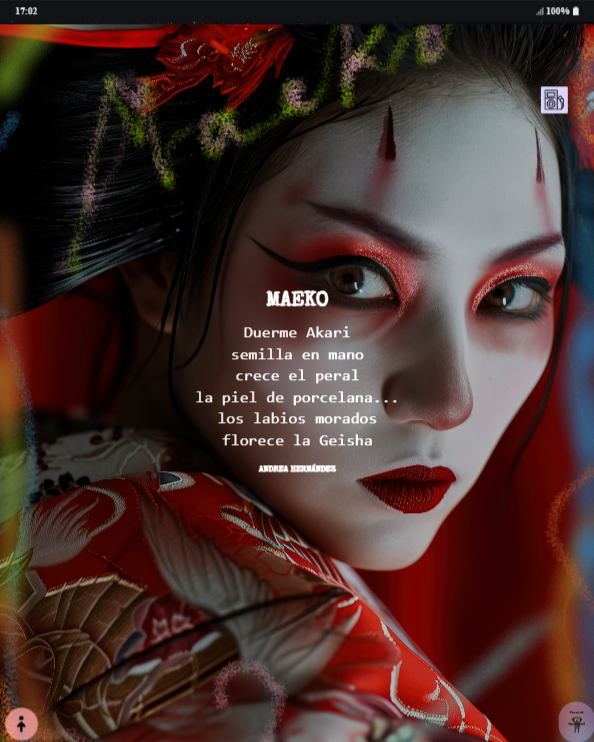 17:02
100%
Maeko
MAEKO
Duerme Akari
semilla en mano
crece el peral
la piel de porcelana...
los labios morados
florece la Geisha
ANDREA HERNÁNDEZ